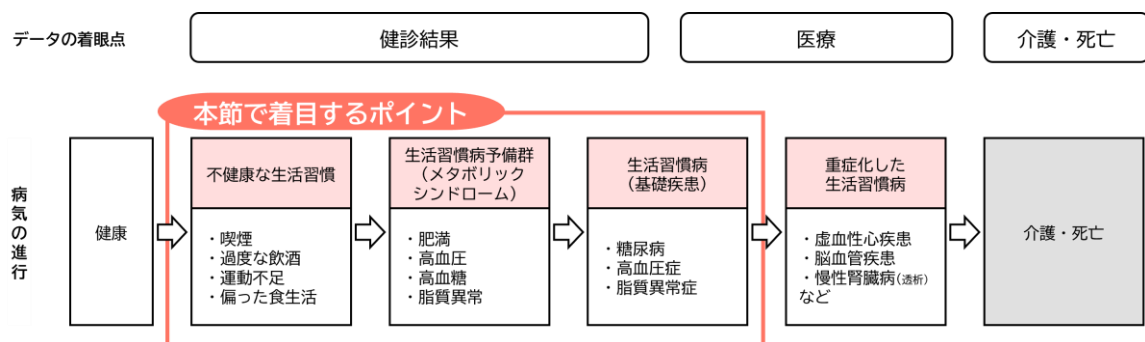 データの着眼点
健診結果
医療
介護・死亡
本節で着目するポイント
病気の進行
健康
不健康な生活習慣
・喫煙
・過度な飲酒
・運動不足
・偏った食生活
生活習慣病予備群
（メタボリック
シンドローム）
・肥満
・高血圧
・高血糖
・脂質異常
生活習慣病
（基礎疾患）
・糖尿病
・高血圧症
・脂質異常症
重症化した
生活習慣病
・虚血性心疾患
・脳血管疾患
・慢性腎臓病(透析)
など
介護・死亡